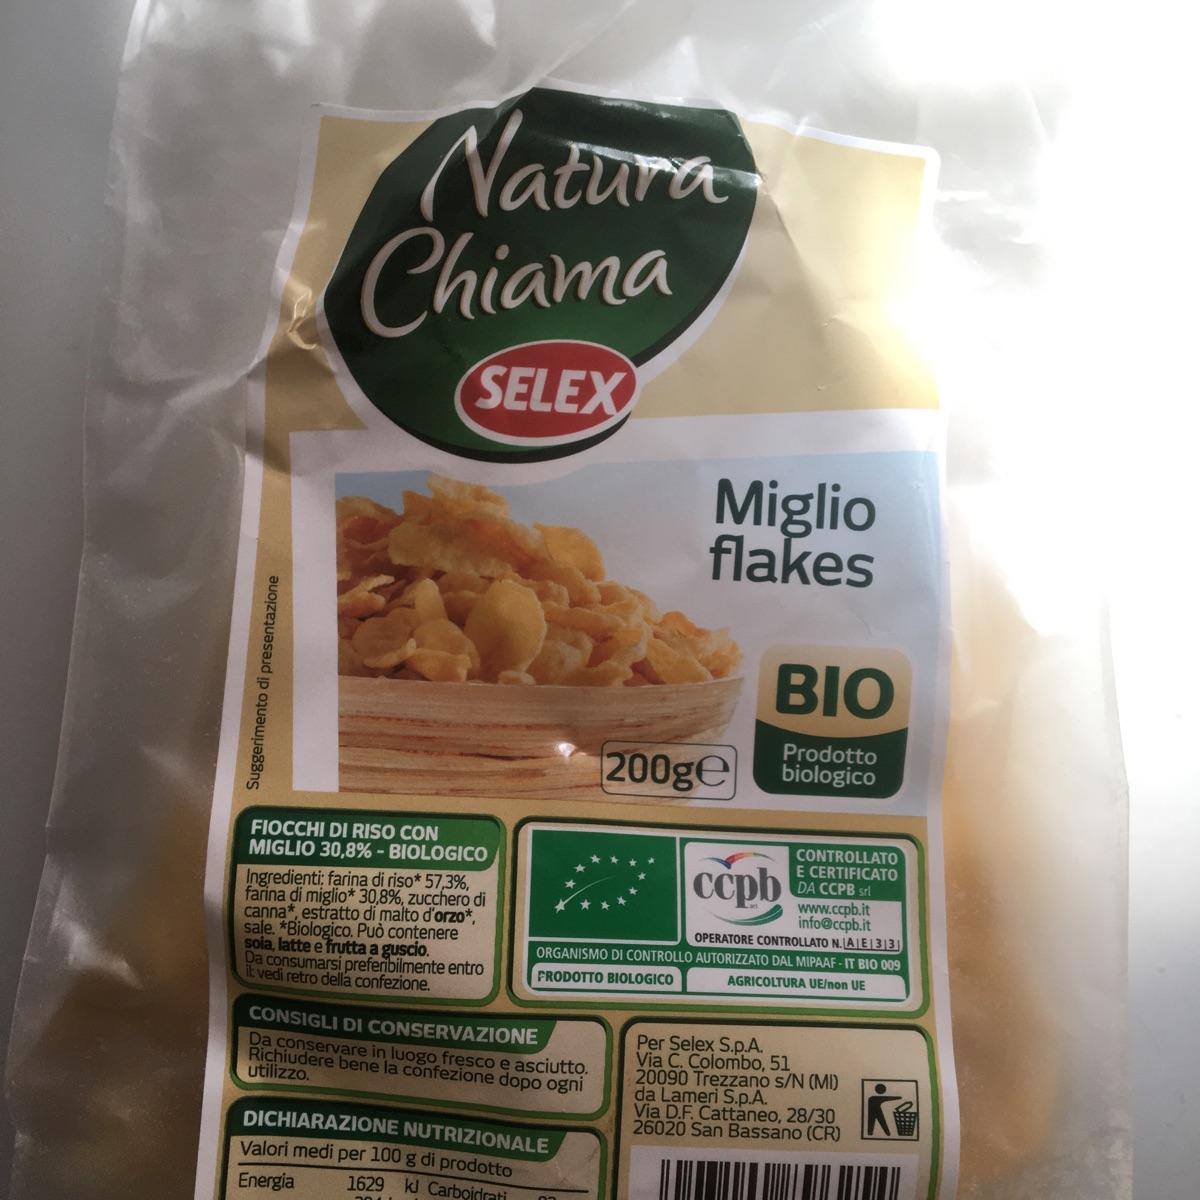 Natura
Chiama
SELEX
Miglio
flakes
BIO
Prodotto
biologico
200g℮
Suggerimento di presentazione
FIOCCHI DI RISO CON
MIGLIO 30,8% - BIOLOGICO
Ingredienti: farina di riso* 57,3%,
farina di miglio* 30,8%, zucchero di
canna*, estratto di malto d'orzo*,
sale. *Biologico. Può contenere
soia, latte e frutta a guscio.
Da consumarsi preferibilmente entro
il: vedi retro della confezione.
ccpb
srl
CONTROLLATO
E CERTIFICATO
DA CCPB srl
www.ccpb.it
info@ccpb.it
OPERATORE CONTROLLATO N. A|E|3|3
ORGANISMO DI CONTROLLO AUTORIZZATO DAL MIPAAF - IT BIO 009
PRODOTTO BIOLOGICO
AGRICOLTURA UE/non UE
CONSIGLI DI CONSERVAZIONE
Da conservare in luogo fresco e asciutto.
Richiudere bene la confezione dopo ogni
utilizzo.
Per Selex S.p.A.
Via C. Colombo, 51
20090 Trezzano s/N (MI)
da Lameri S.p.A.
Via D.F. Cattaneo, 28/30
26020 San Bassano (CR)
DICHIARAZIONE NUTRIZIONALE
Valori medi per 100 g di prodotto
Energia 1629 kJ Carboidrati